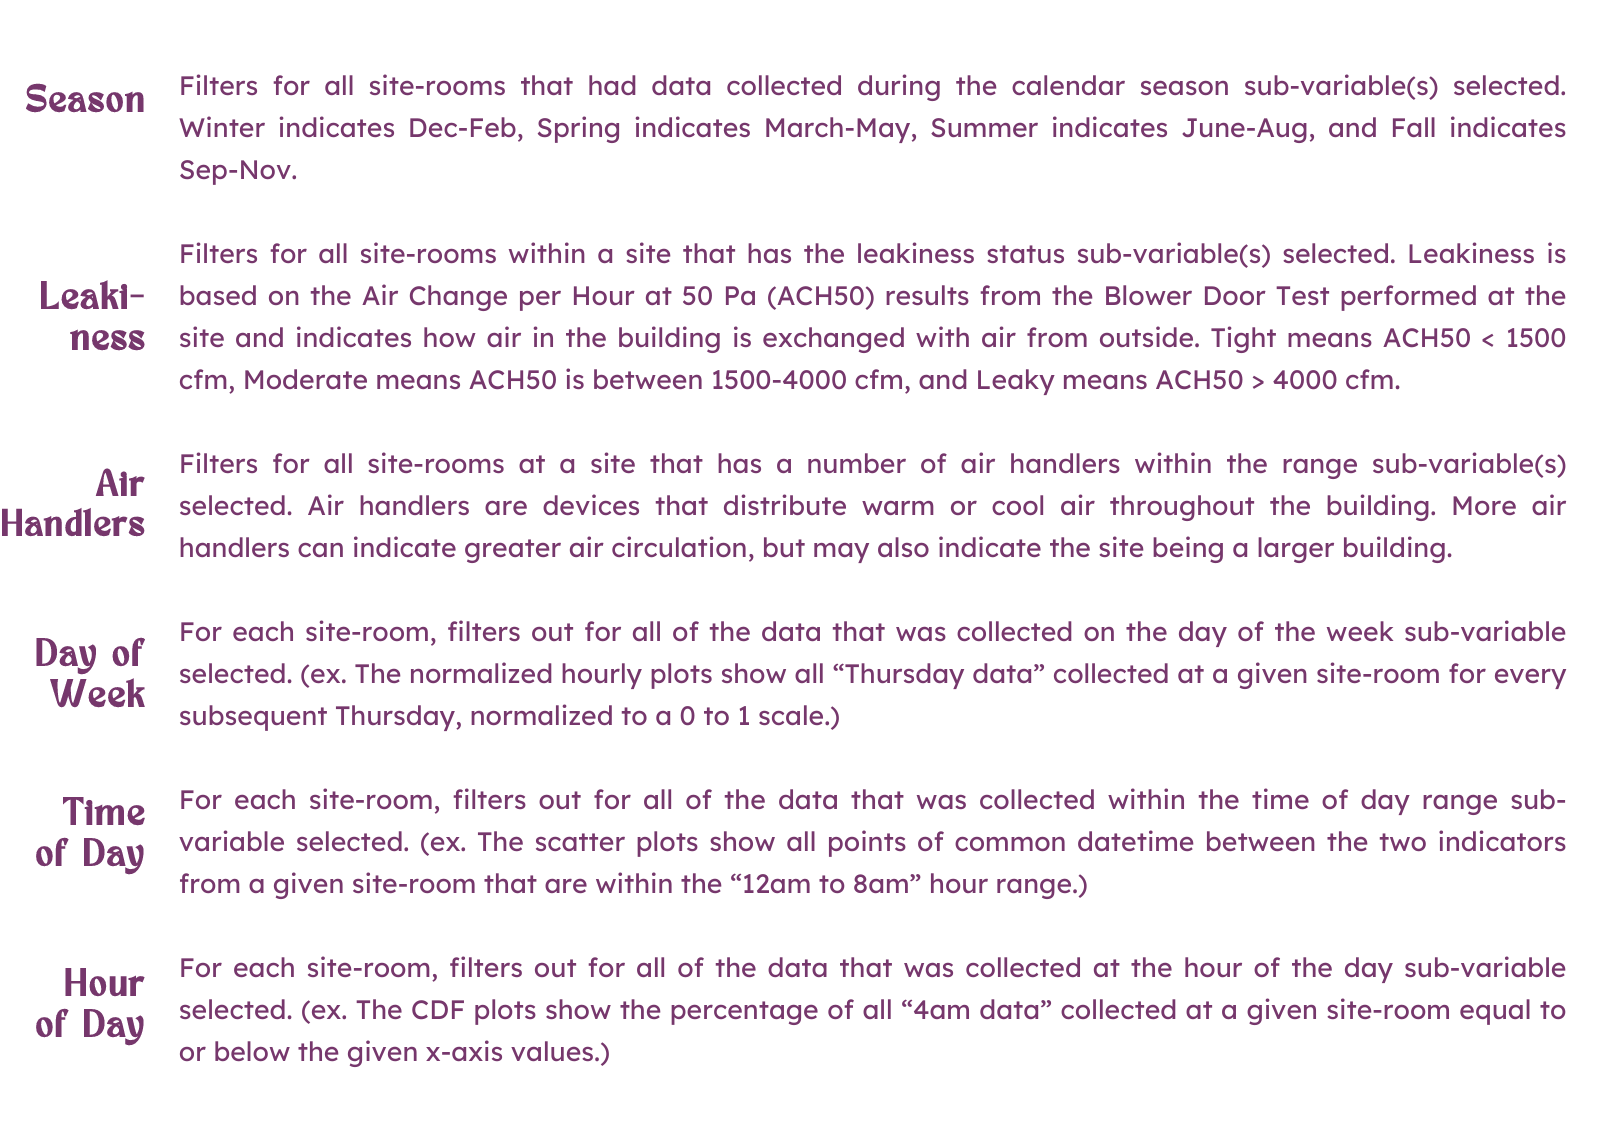 Season
Filters for all site-rooms that had data collected during the calendar season sub-variable(s) selected.
Winter indicates Dec-Feb, Spring indicates March-May, Summer indicates June-Aug, and Fall indicates
Sep-Nov.
Leaki-
ness
Filters for all site-rooms within a site that has the leakiness status sub-variable(s) selected. Leakiness is
based on the Air Change per Hour at 50 Pa (ACH50) results from the Blower Door Test performed at the
site and indicates how air in the building is exchanged with air from outside. Tight means ACH50 < 1500
cfm, Moderate means ACH50 is between 1500-4000 cfm, and Leaky means ACH50 > 4000 cfm.
Air
Handlers
Filters for all site-rooms at a site that has a number of air handlers within the range sub-variable(s)
selected. Air handlers are devices that distribute warm or cool air throughout the building. More air
handlers can indicate greater air circulation, but may also indicate the site being a larger building.
Day of
Week
For each site-room, filters out for all of the data that was collected on the day of the week sub-variable
selected. (ex. The normalized hourly plots show all “Thursday data” collected at a given site-room for every
subsequent Thursday, normalized to a 0 to 1 scale.)
Time
of Day
For each site-room, filters out for all of the data that was collected within the time of day range sub-
variable selected. (ex. The scatter plots show all points of common datetime between the two indicators
from a given site-room that are within the “12am to 8am” hour range.)
Hour
of Day
For each site-room, filters out for all of the data that was collected at the hour of the day sub-variable
selected. (ex. The CDF plots show the percentage of all “4am data” collected at a given site-room equal to
or below the given x-axis values.)